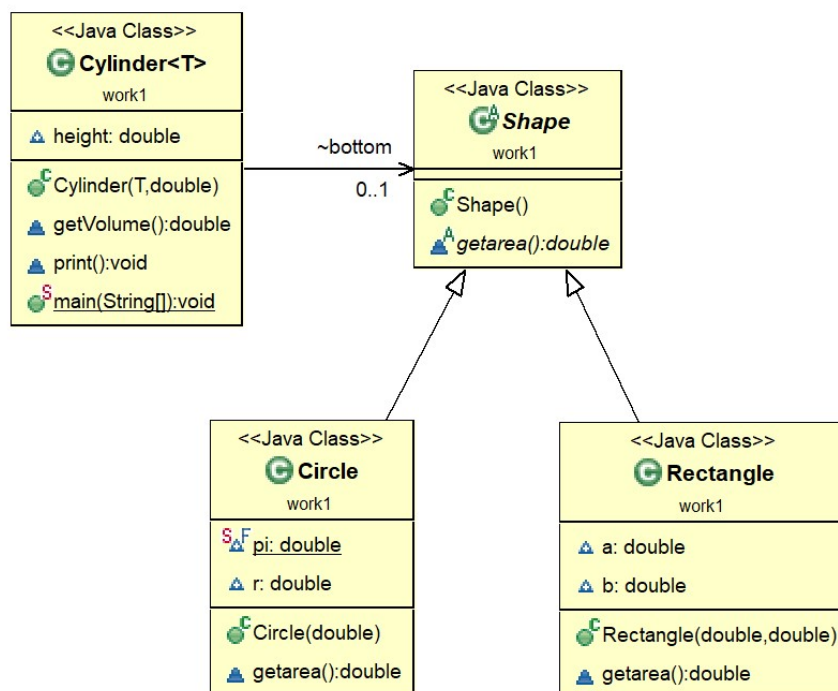 <<Java Class>>
Cylinder<T>
work1
height: double
Cylinder(T,double)
getVolume():double
print():void
main(String[]):void
~bottom
0..1
<<Java Class>>
Shape
work1
Shape()
getarea():double
<<Java Class>>
Circle
work1
pi: double
r: double
Circle(double)
getarea():double
<<Java Class>>
Rectangle
work1
a: double
b: double
Rectangle(double,double)
getarea():double